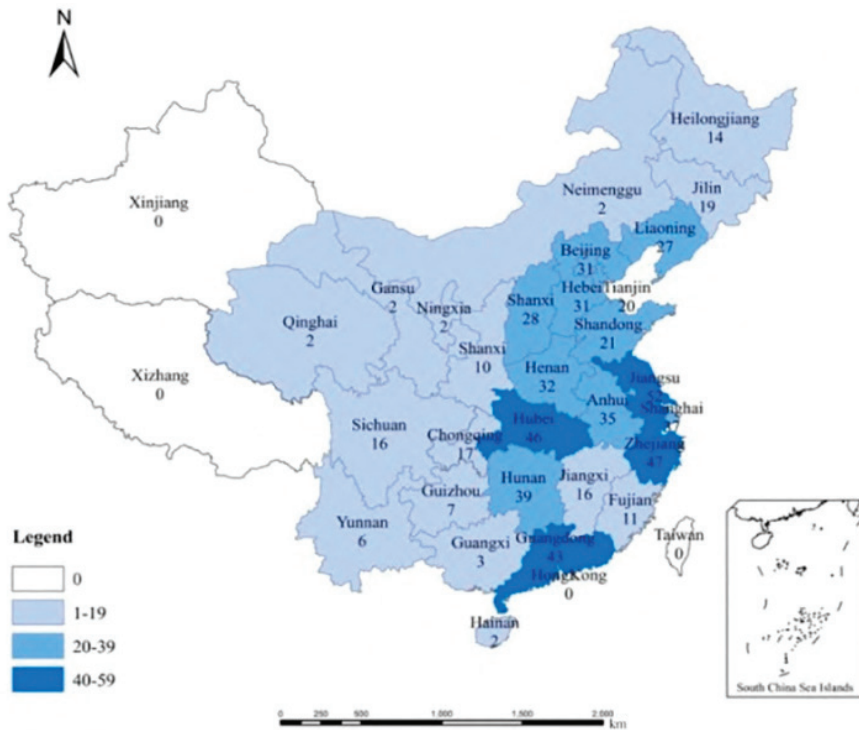 N
Heilongjiang
14
Jilin
19
Neimenggu
2
Liaoning
27
Xinjiang
0
Beijing
31
Gansu
2
Ningxia
2
Hebei
31
Tianjin
20
Shanxi
28
Qinghai
2
Shandong
21
Shanxi
10
Xizhang
0
Henan
32
Jiangsu
52
Anhui
35
Shanghai
Hubei
46
Sichuan
16
Chongqing
17
Zhejiang
47
Hunan
39
Jiangxi
16
Guizhou
7
Fujian
11
Yunnan
6
Guangxi
3
Guangdong
43
Taiwan
0
HongKong
0
Hainan
2
Legend
0
1-19
20-39
40-59
South China Sea Islands
0 250 500 1,000 1,500 2,000
km